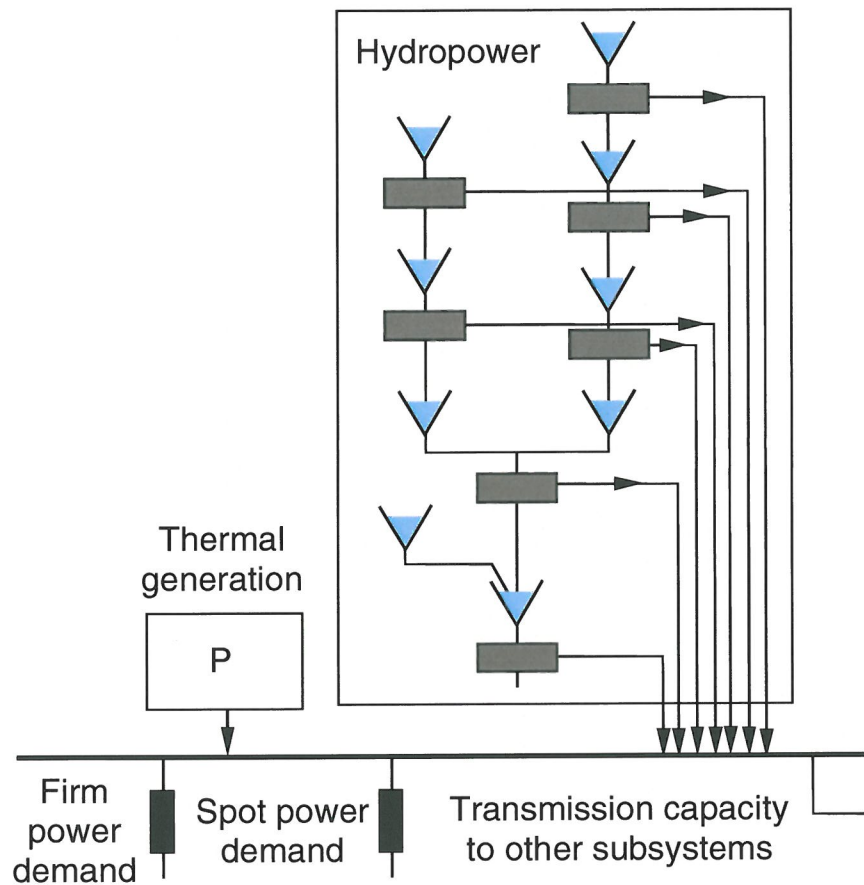 Hydropower
Thermal
generation
P
Firm
power
demand
Spot power
demand
Transmission capacity
to other subsystems